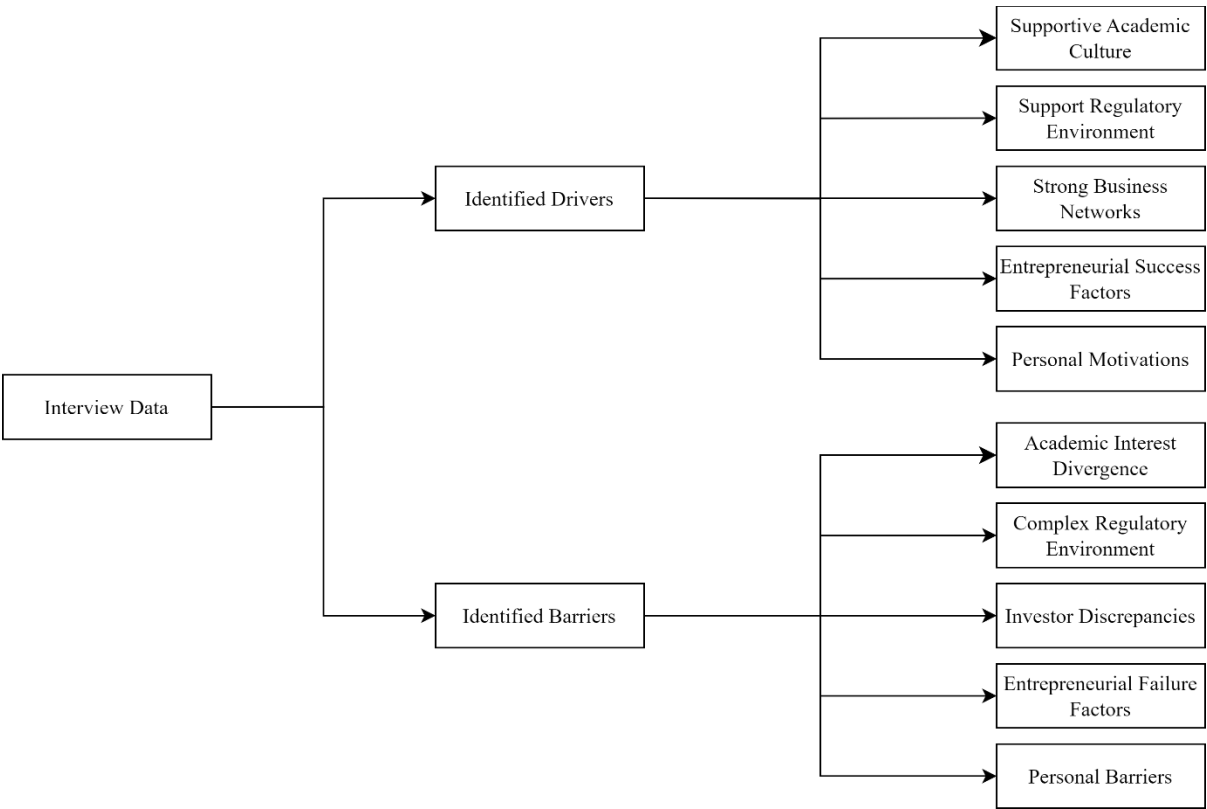 Supportive Academic
Culture
Support Regulatory
Environment
Identified Drivers
Strong Business
Networks
Entrepreneurial Success
Factors
Personal Motivations
Interview Data
Academic Interest
Divergence
Complex Regulatory
Environment
Identified Barriers
Investor Discrepancies
Entrepreneurial Failure
Factors
Personal Barriers